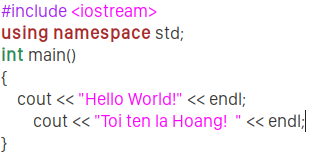 #include <iostream>
using namespace std;
int main()
{
cout << "Hello World!" << endl;
cout << "Toi ten la Hoang!  " << endl;
}